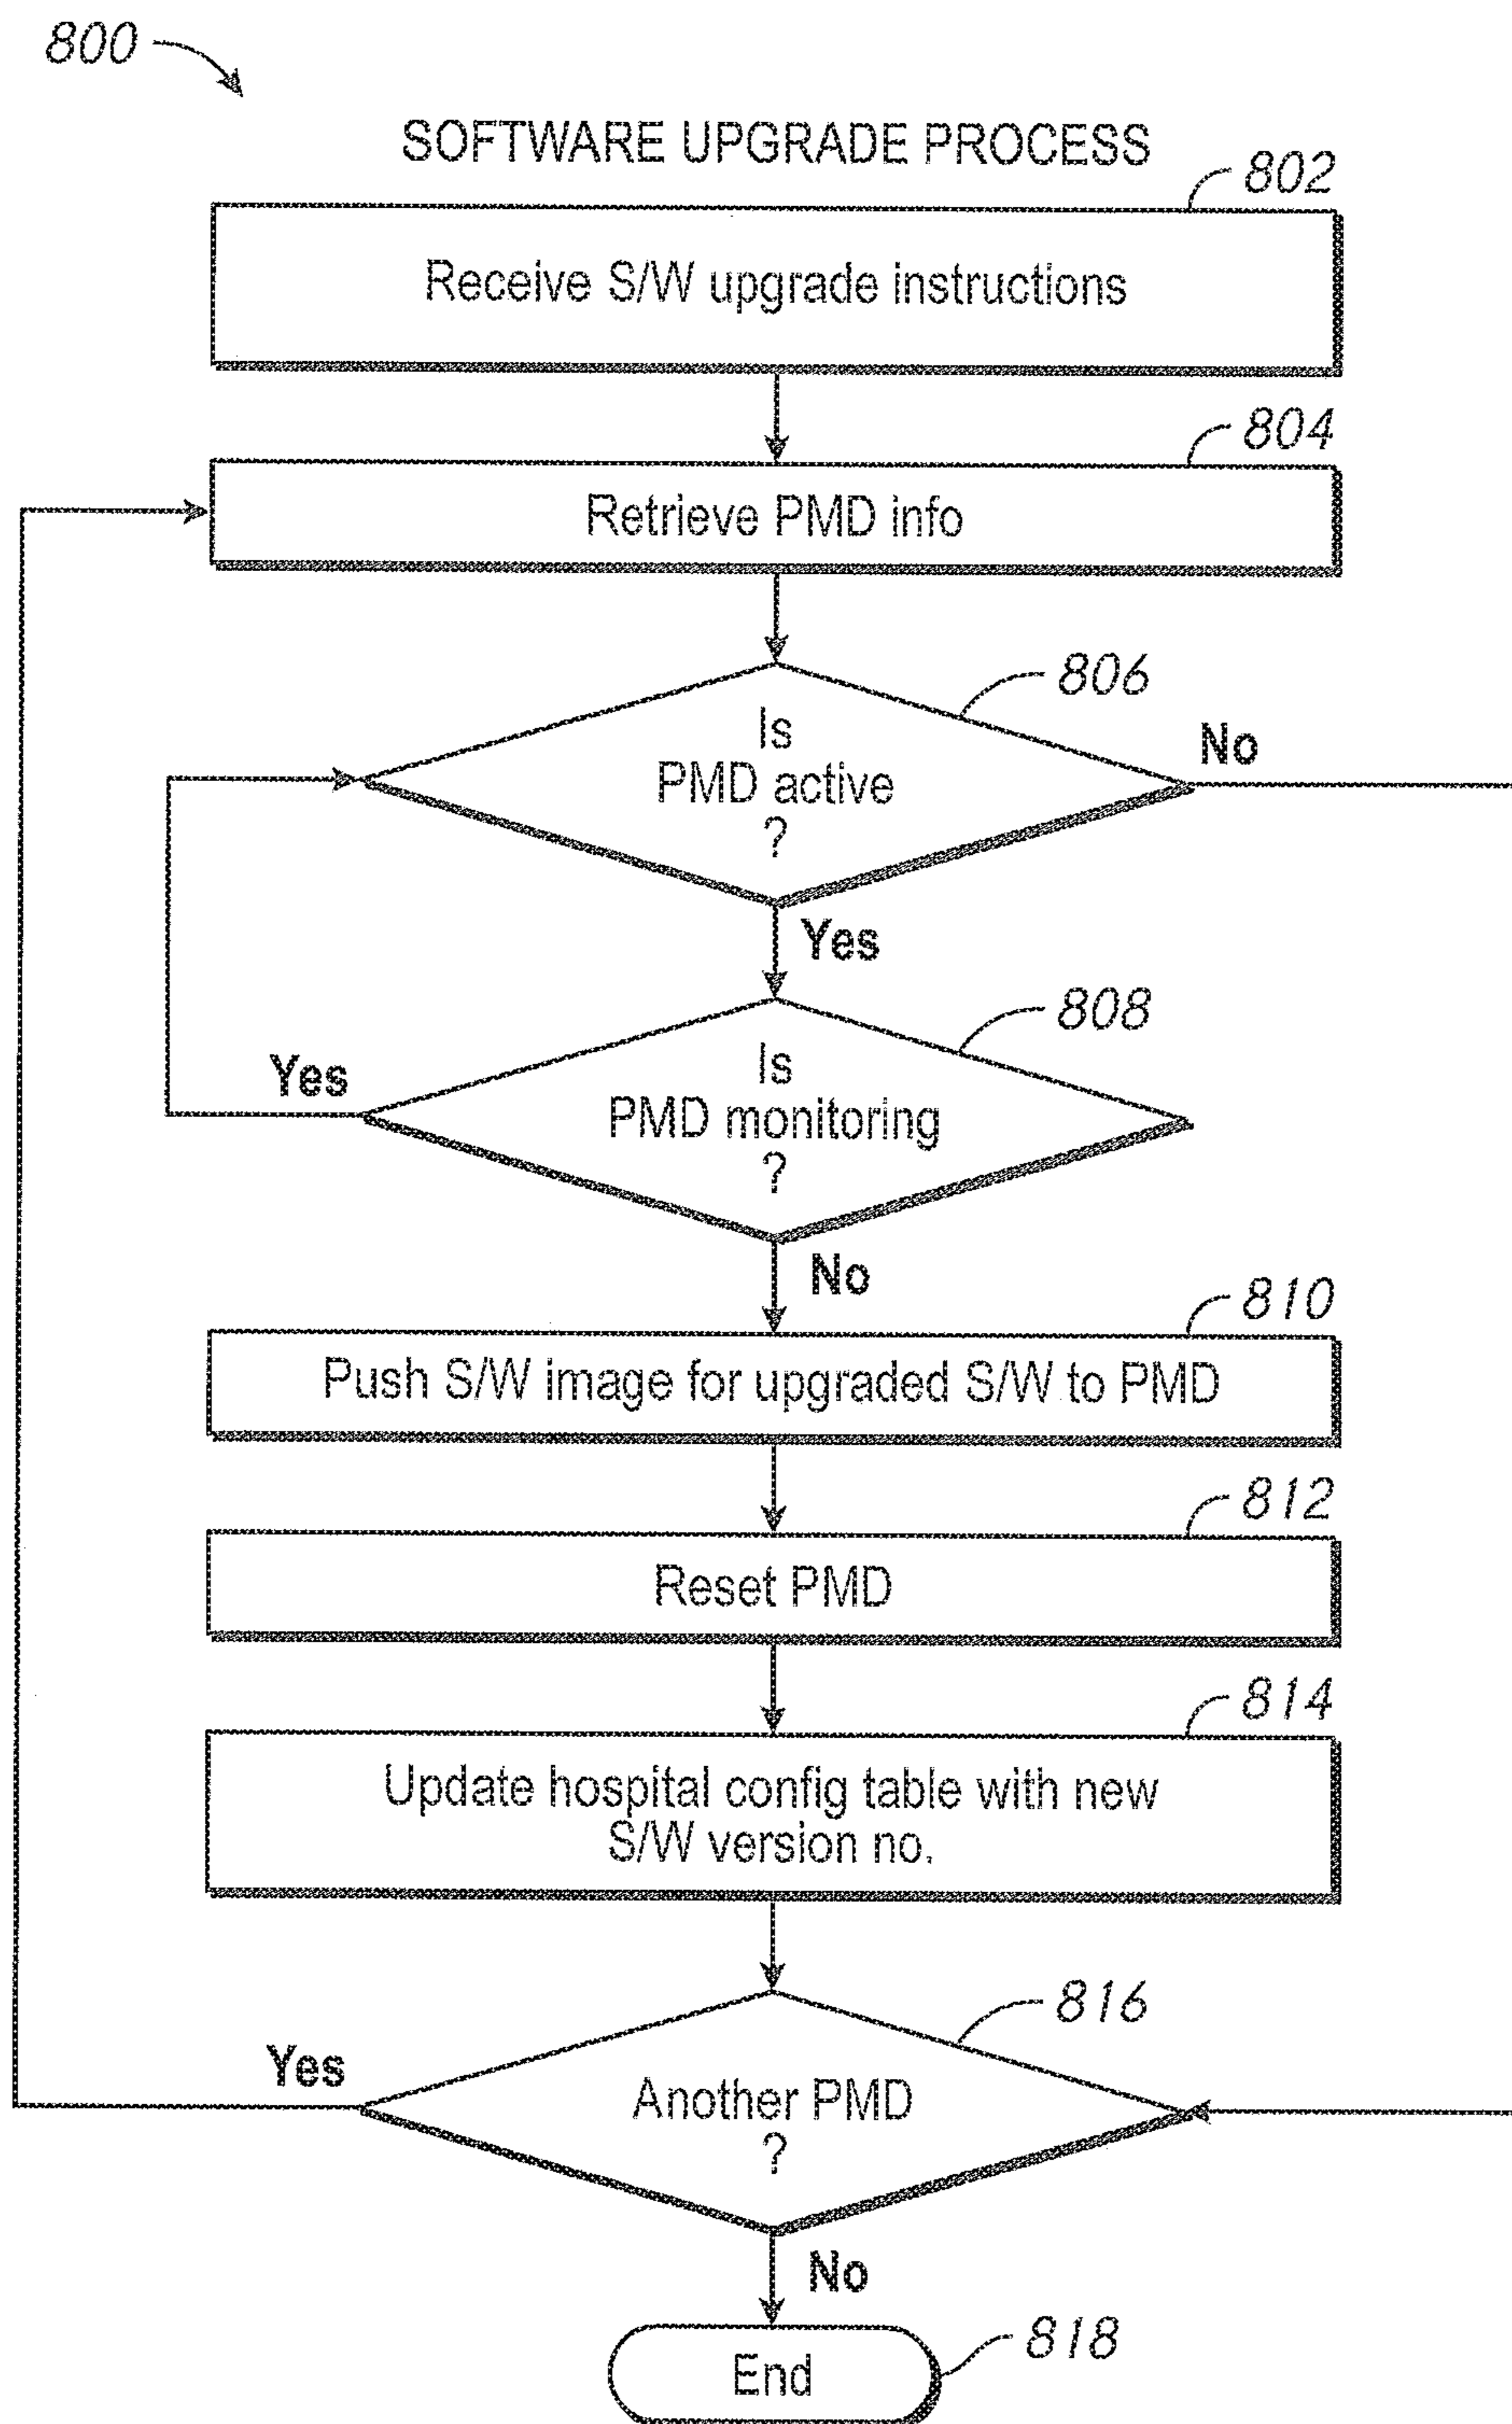 800
SOFTWARE UPGRADE PROCESS
802
Receive S/W upgrade instructions
804
Retrieve PMD info
806
Is
PMD active
?
No
Yes
808
Is
PMD monitoring
?
Yes
No
810
Push S/W image for upgraded S/W to PMD
812
Reset PMD
814
Update hospital config table with new
S/W version no.
816
Another PMD
?
Yes
No
818
End